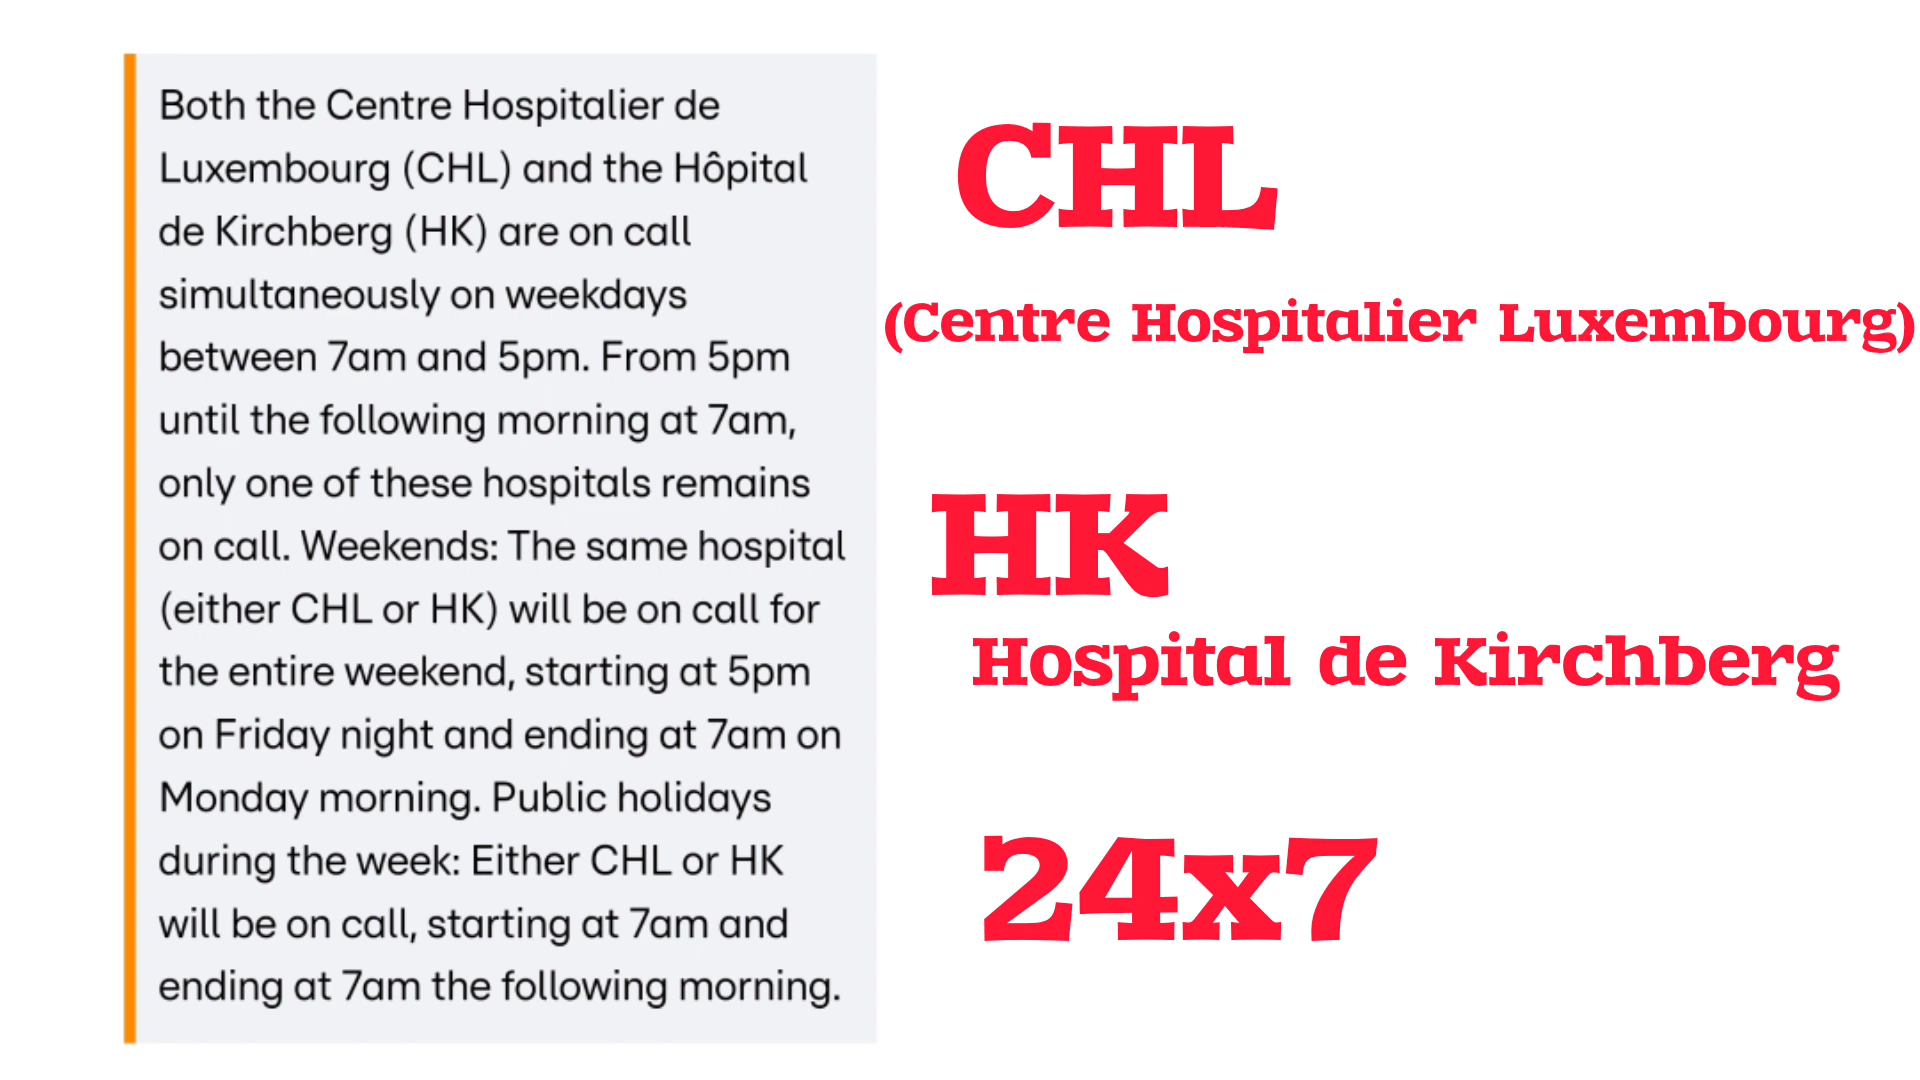 Both the Centre Hospitalier de
Luxembourg (CHL) and the Hôpital
de Kirchberg (HK) are on call
simultaneously on weekdays
between 7am and 5pm. From 5pm
until the following morning at 7am,
only one of these hospitals remains
on call. Weekends: The same hospital
(either CHL or HK) will be on call for
the entire weekend, starting at 5pm
on Friday night and ending at 7am on
Monday morning. Public holidays
during the week: Either CHL or HK
will be on call, starting at 7am and
ending at 7am the following morning.
CHL
(Centre Hospitalier Luxembourg)
HK
Hospital de Kirchberg
24x7